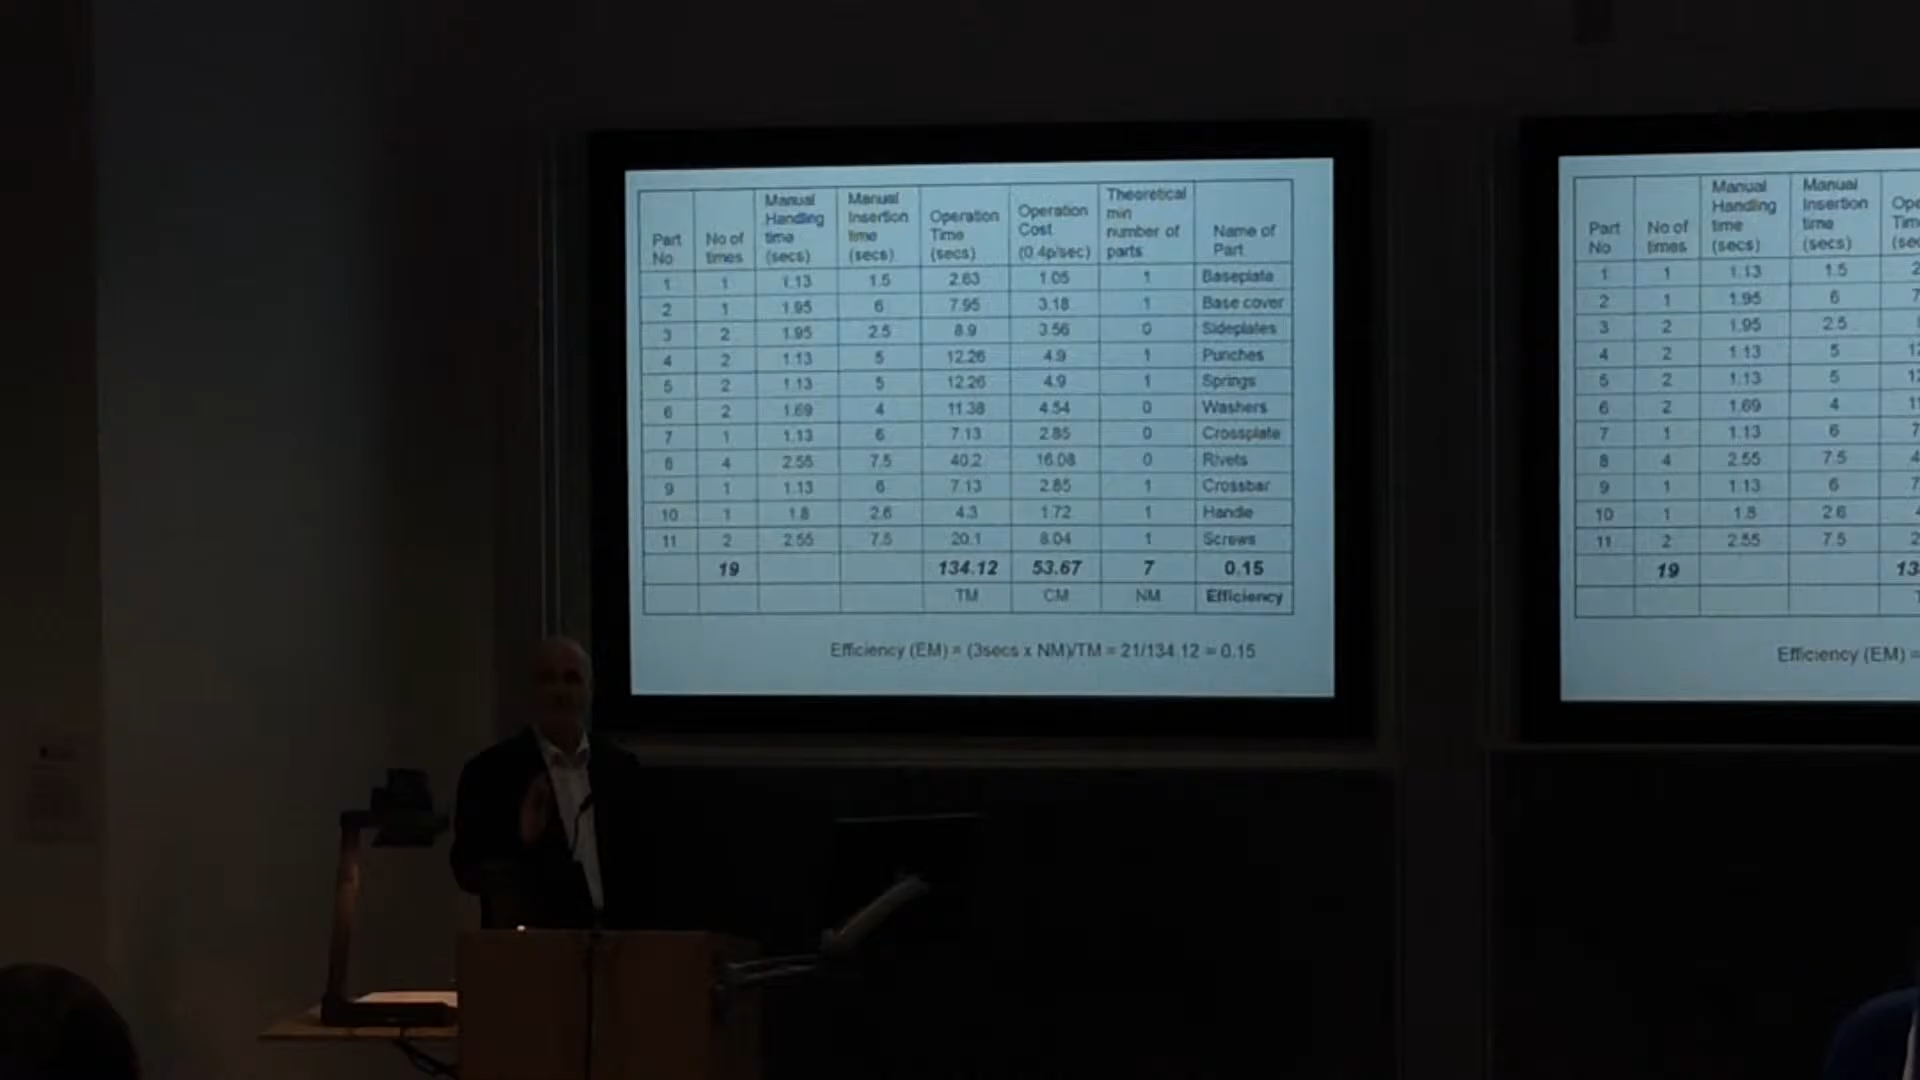 Part No | No of times | Manual Handling time (secs) | Manual Insertion time (secs) | Operation Time (secs) | Operation Cost (0.4p/sec) | Theoretical min number of parts | Name of Part
1 | 1 | 1.13 | 1.5 | 2.63 | 1.05 | 1 | Baseplate
2 | 1 | 1.95 | 6 | 7.95 | 3.18 | 1 | Base cover
3 | 2 | 1.95 | 2.5 | 8.9 | 3.56 | 0 | Sideplates
4 | 2 | 1.13 | 5 | 12.26 | 4.9 | 1 | Punches
5 | 2 | 1.13 | 5 | 12.26 | 4.9 | 1 | Springs
6 | 2 | 1.69 | 4 | 11.38 | 4.54 | 0 | Washers
7 | 1 | 1.13 | 6 | 7.13 | 2.85 | 0 | Crossplate
8 | 4 | 2.55 | 7.5 | 40.2 | 16.08 | 0 | Rivets
9 | 1 | 1.13 | 6 | 7.13 | 2.85 | 1 | Crossbar
10 | 1 | 1.8 | 2.6 | 4.3 | 1.72 | 1 | Handle
11 | 2 | 2.55 | 7.5 | 20.1 | 8.04 | 1 | Screws
19 | 134.12 | 53.67 | 7 | 0.15
TM | CM | NM | Efficiency
Efficiency (EM) = (3secs x NM)/TM = 21/134.12 = 0.15
Part No | No of times | Manual Handling time (secs) | Manual Insertion time (secs)
1 | 1 | 1.13 | 1.5
2 | 1 | 1.95 | 6
3 | 2 | 1.95 | 2.5
4 | 2 | 1.13 | 5
5 | 2 | 1.13 | 5
6 | 2 | 1.69 | 4
7 | 1 | 1.13 | 6
8 | 4 | 2.55 | 7.5
9 | 1 | 1.13 | 6
10 | 1 | 1.8 | 2.6
11 | 2 | 2.55 | 7.5
19
Efficiency (EM) =